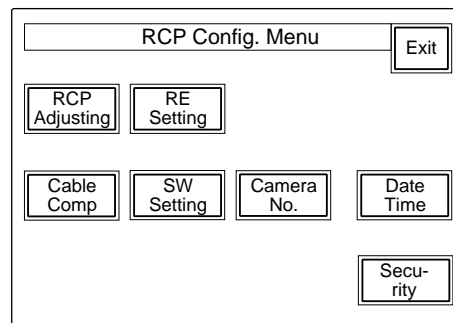 RCP Config. Menu
Exit
RCP
Adjusting
RE
Setting
Cable
Comp
SW
Setting
Camera
No.
Date
Time
Secu-
rity